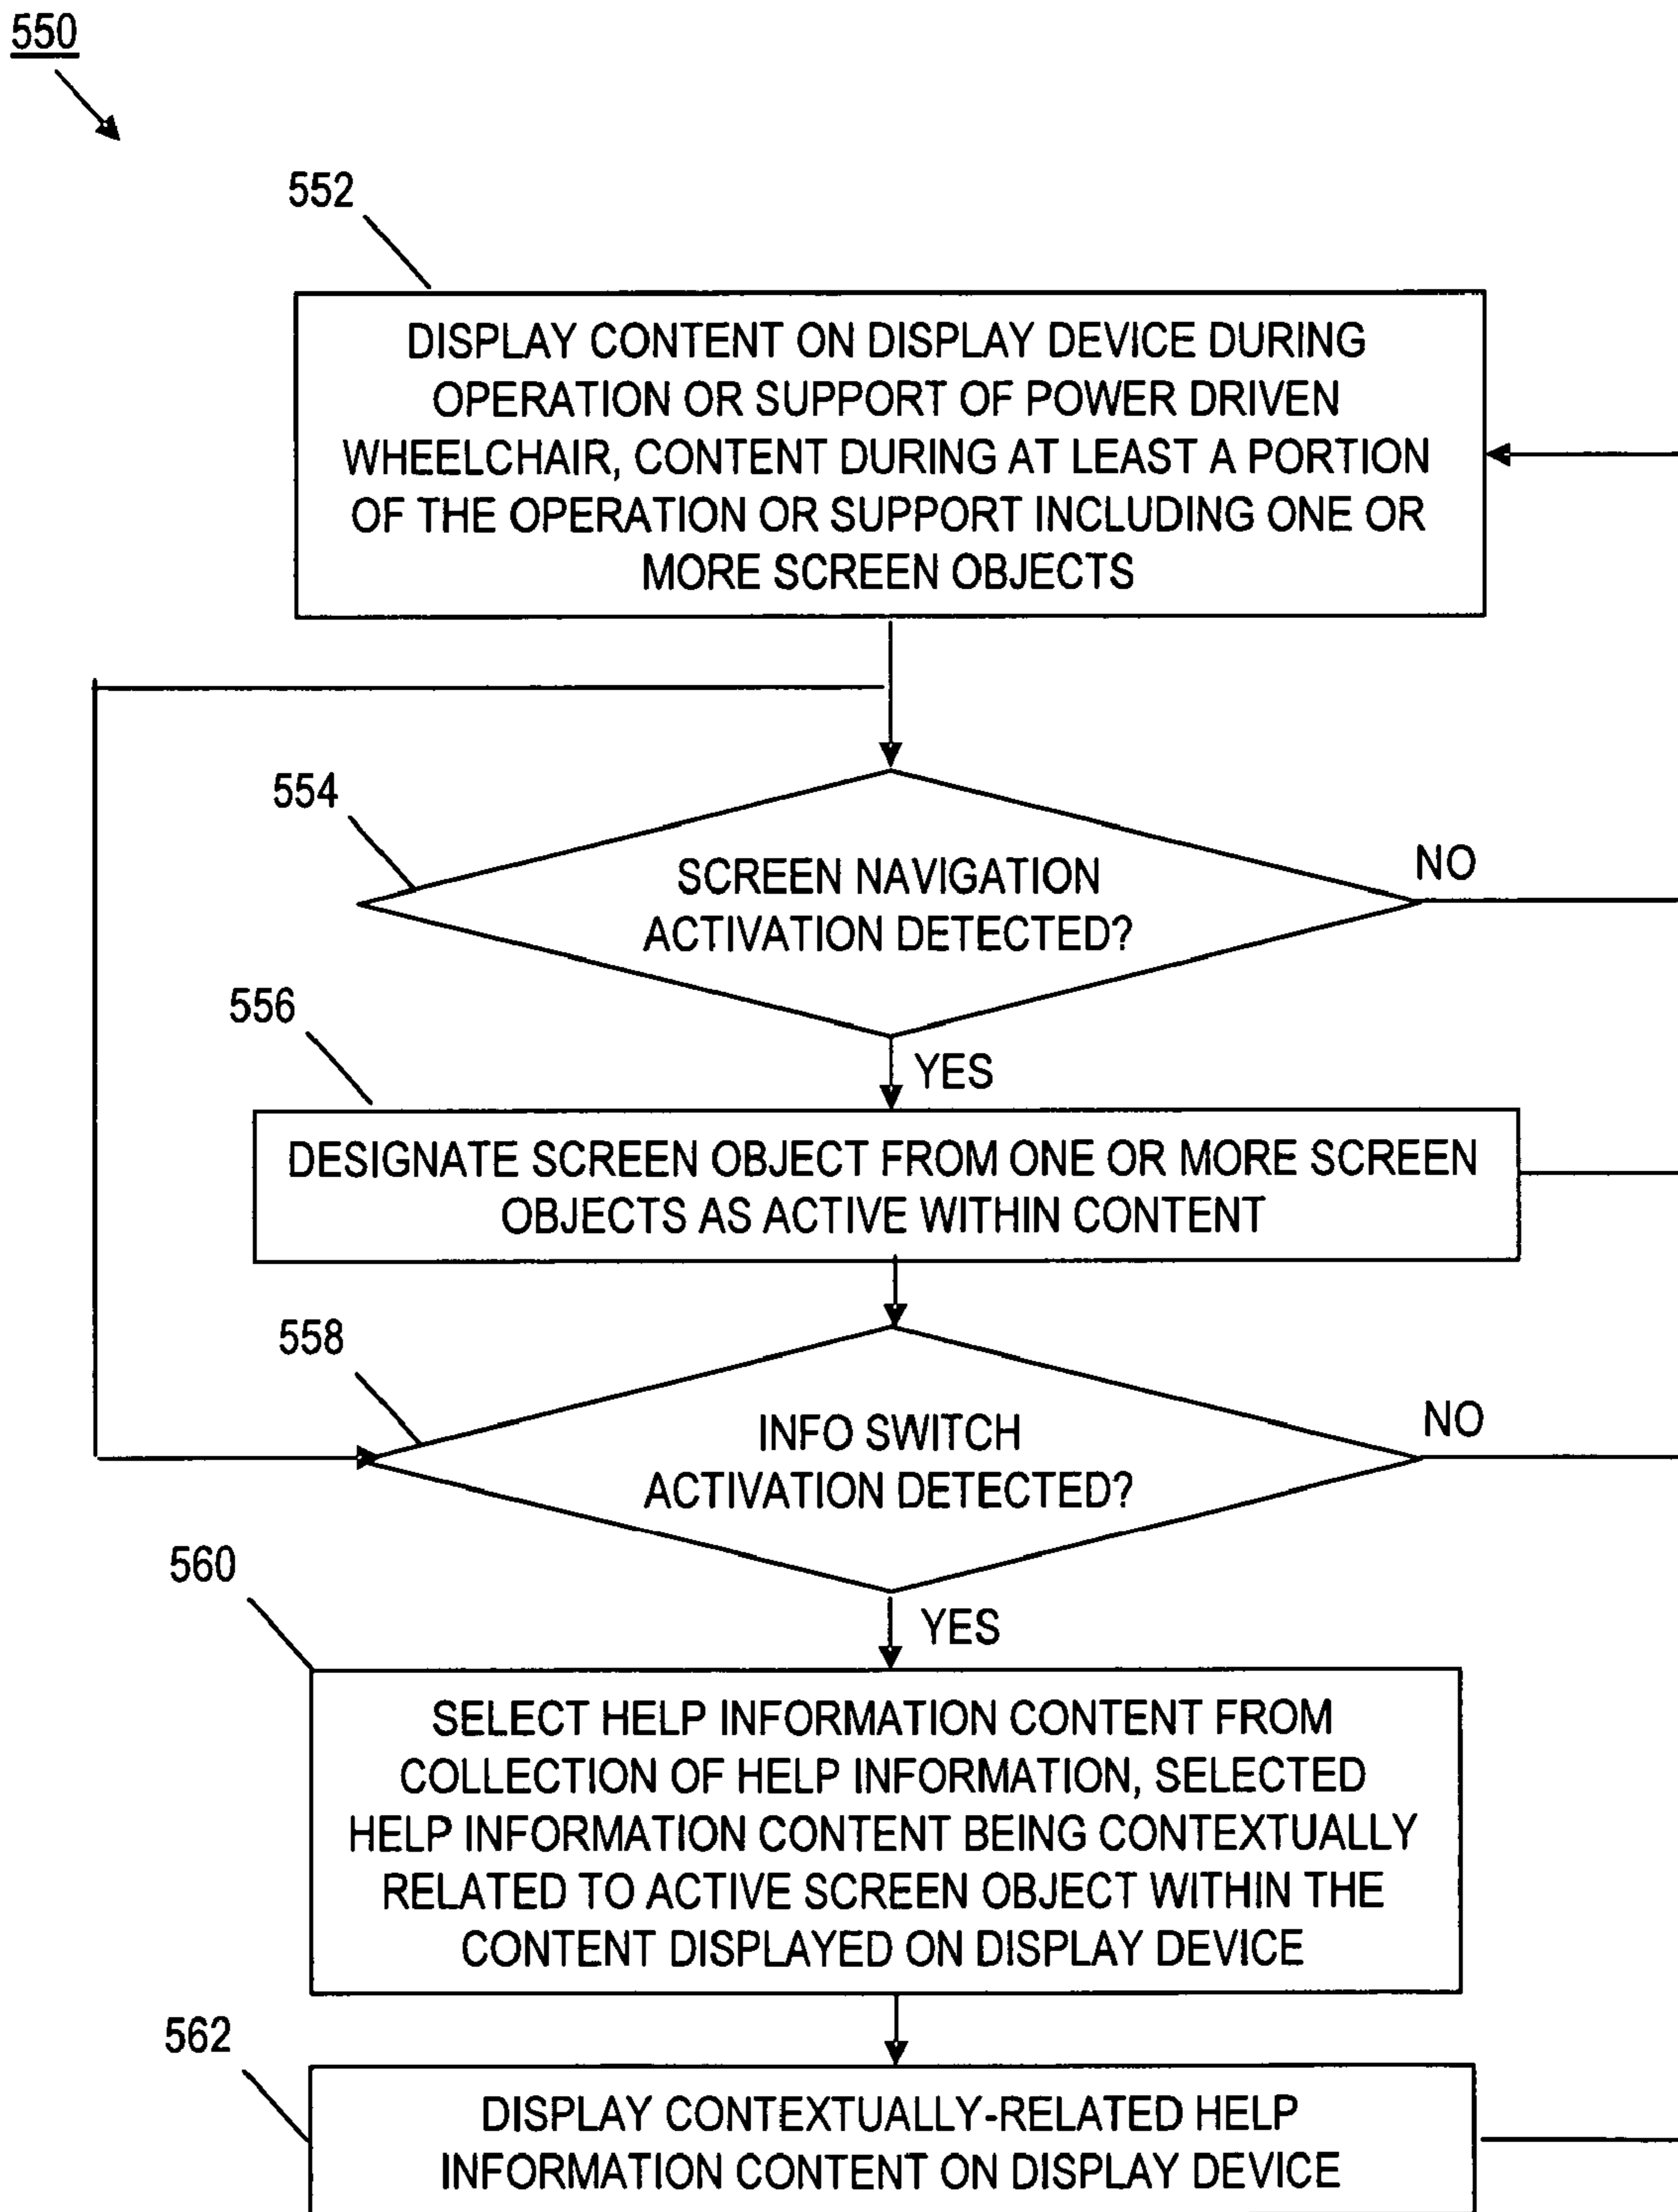 550
552
DISPLAY CONTENT ON DISPLAY DEVICE DURING
OPERATION OR SUPPORT OF POWER DRIVEN
WHEELCHAIR, CONTENT DURING AT LEAST A PORTION
OF THE OPERATION OR SUPPORT INCLUDING ONE OR
MORE SCREEN OBJECTS
554
SCREEN NAVIGATION
ACTIVATION DETECTED?
NO
YES
556
DESIGNATE SCREEN OBJECT FROM ONE OR MORE SCREEN
OBJECTS AS ACTIVE WITHIN CONTENT
558
INFO SWITCH
ACTIVATION DETECTED?
NO
YES
560
SELECT HELP INFORMATION CONTENT FROM
COLLECTION OF HELP INFORMATION, SELECTED
HELP INFORMATION CONTENT BEING CONTEXTUALLY
RELATED TO ACTIVE SCREEN OBJECT WITHIN THE
CONTENT DISPLAYED ON DISPLAY DEVICE
562
DISPLAY CONTEXTUALLY-RELATED HELP
INFORMATION CONTENT ON DISPLAY DEVICE